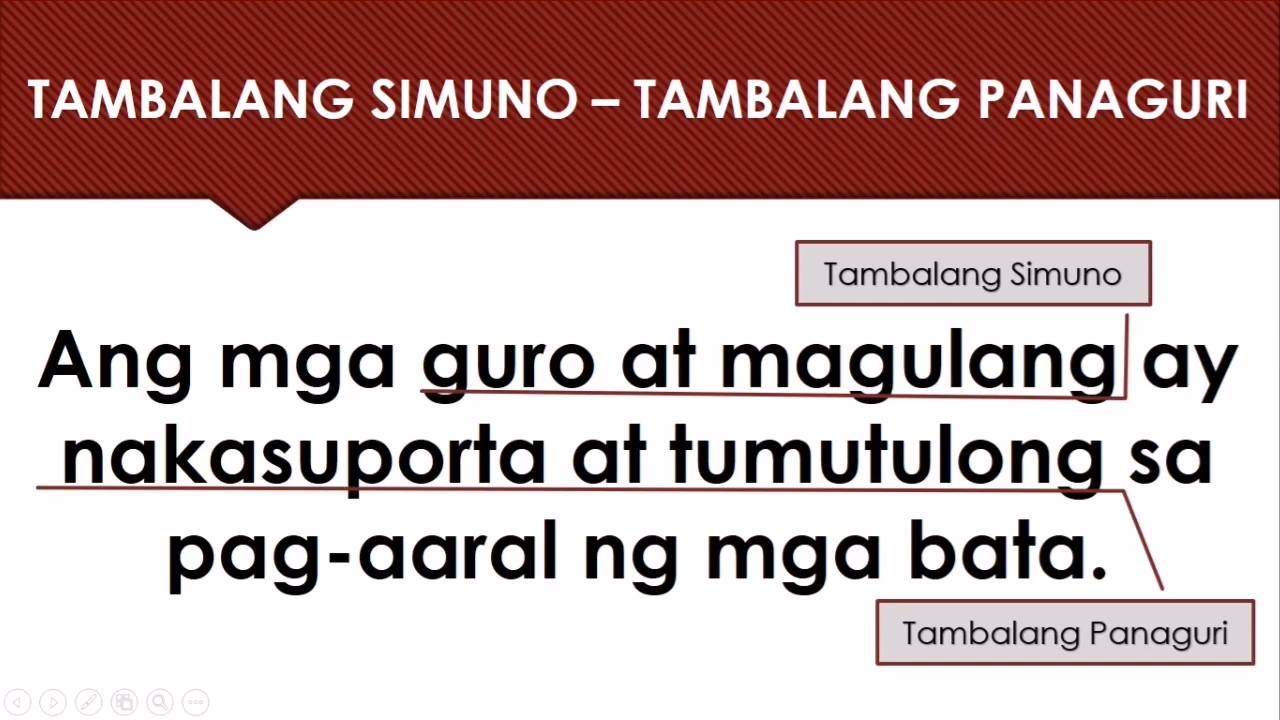 TAMBALANG SIMUNO – TAMBALANG PANAGURI
Tambalang Simuno
Ang mga guro at magulang ay
nakasuporta at tumutulong sa
pag-aaral ng mga bata.
Tambalang Panaguri